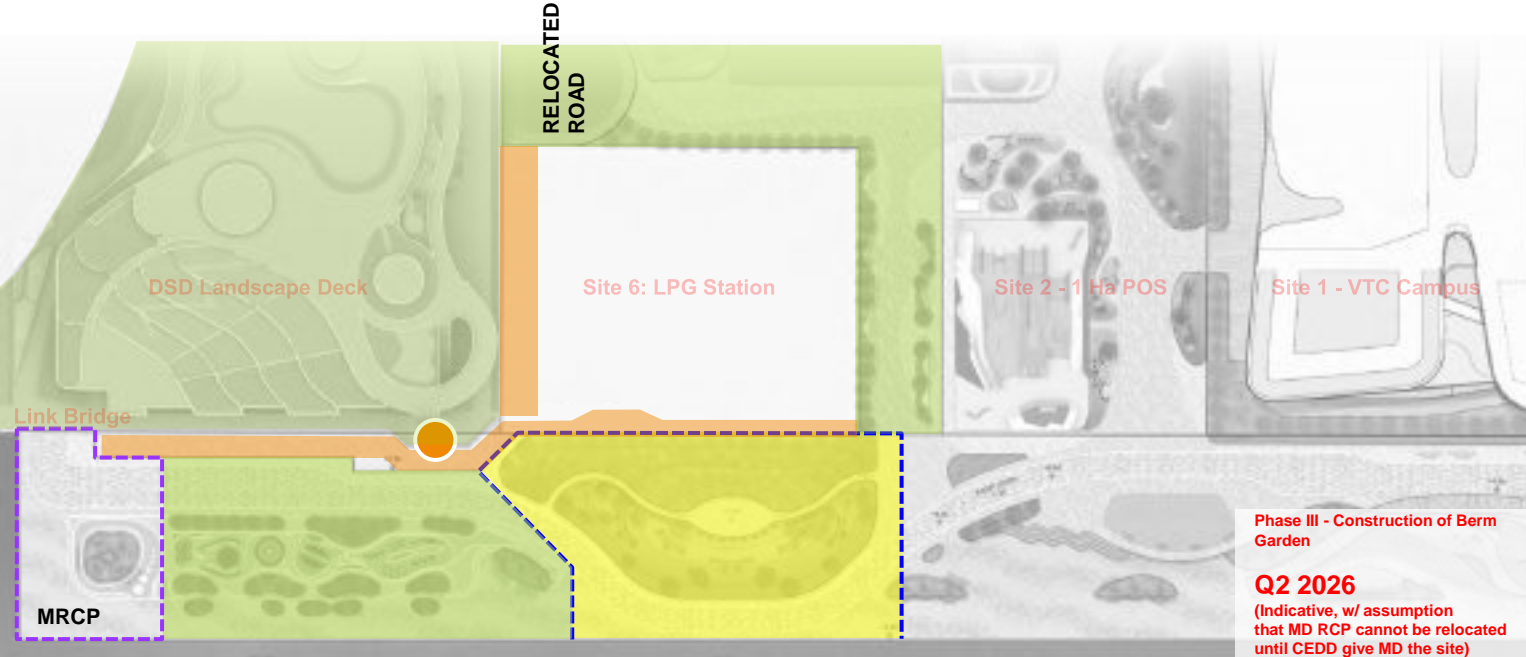 RELOCATED
ROAD
DSD Landscape Deck
Site 6: LPG Station
Site 2 - 1 Ha POS
Site 1 - VTC Campus
Link Bridge
MRCP
Phase III - Construction of Berm
Garden
Q2 2026
(Indicative, w/ assumption
that MD RCP cannot be relocated
until CEDD give MD the site)